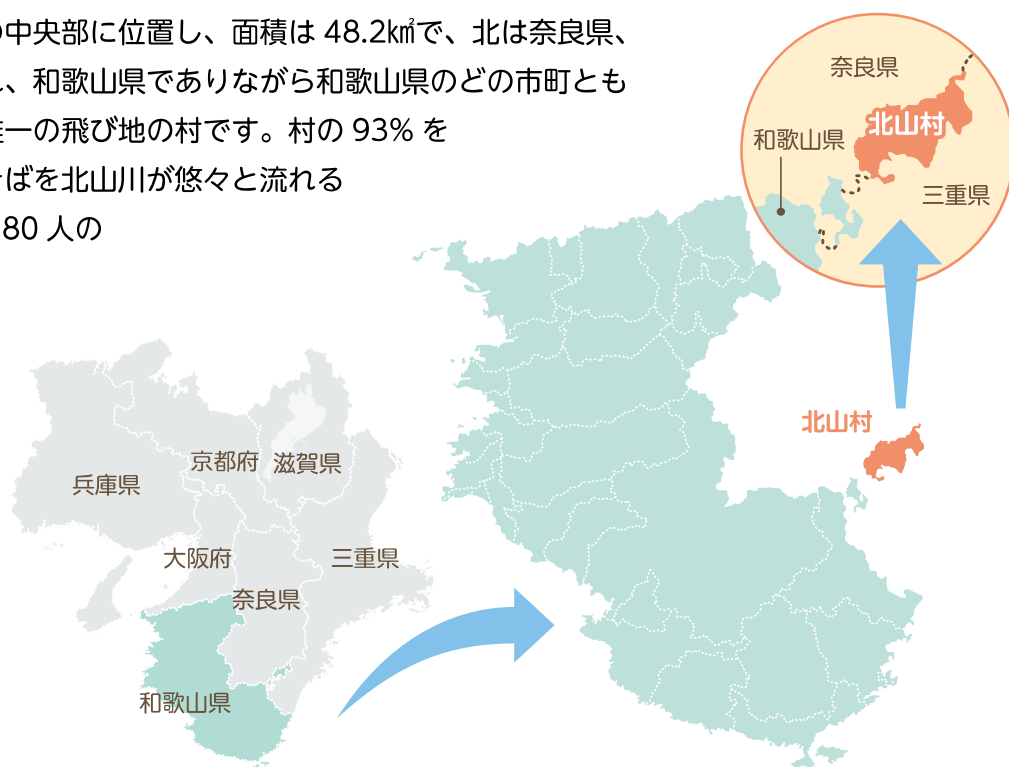 中央部に位置し、面積は 48.2㎢で、北は奈良県、
、和歌山県でありながら和歌山県のどの市町とも
一の飛び地の村です。村の 93% を
ばを北山川が悠々と流れる
80 人の
奈良県
北山村
和歌山県
三重県
北山村
京都府
滋賀県
兵庫県
大阪府
三重県
奈良県
和歌山県